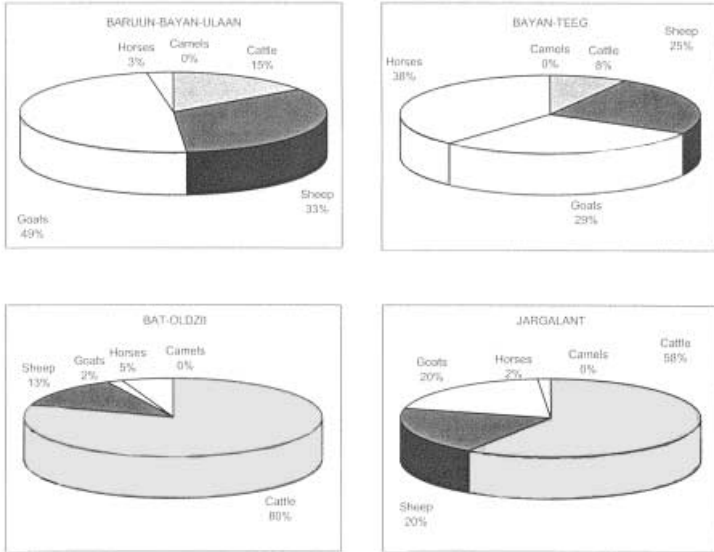 BARUUN-BAYAN-ULAAN
Horses
3%
Camels
0%
Cattle
15%
Sheep
33%
Goats
49%
BAYAN-TEEG
Horses
38%
Camels
0%
Cattle
8%
Sheep
25%
Goats
29%
BAT-OLDZII
Sheep
13%
Goats
2%
Horses
5%
Camels
0%
Cattle
80%
JARGALANT
Goats
20%
Horses
2%
Camels
0%
Cattle
58%
Sheep
20%